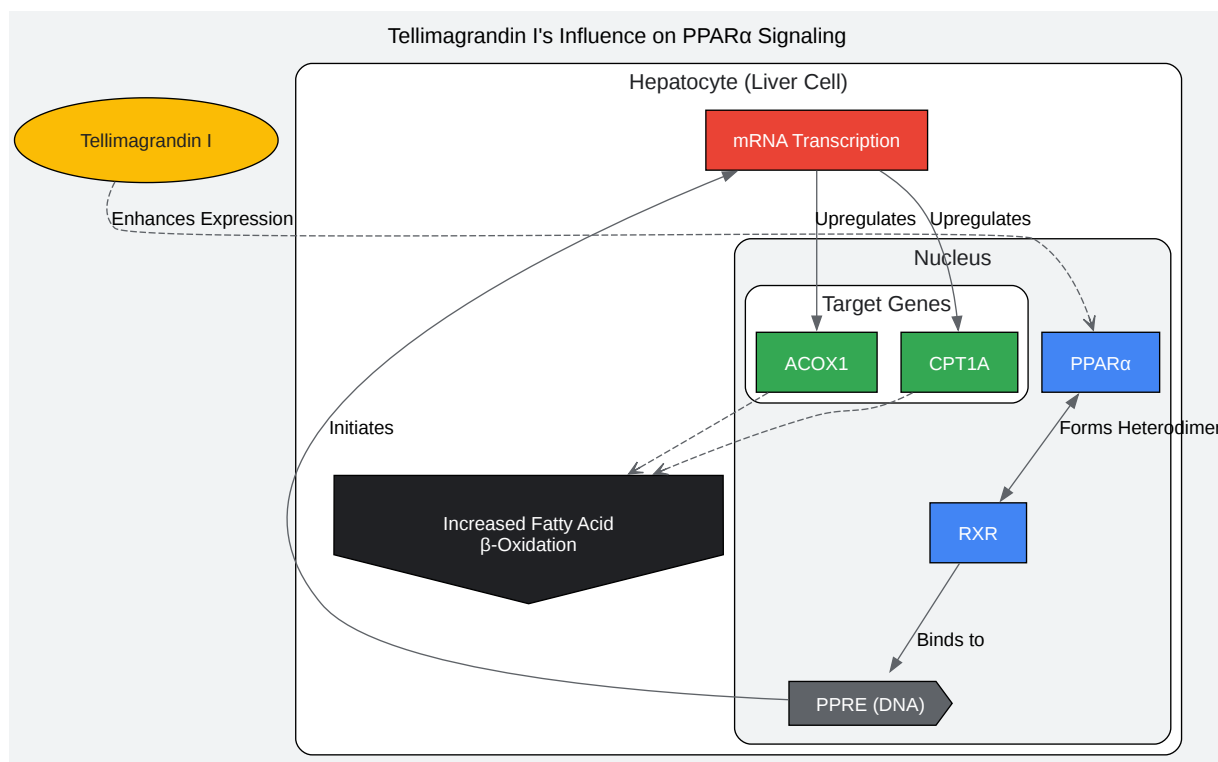 Tellimagrandin I's Influence on PPARα Signaling
Hepatocyte (Liver Cell)
Tellimagrandin I
mRNA Transcription
Enhances Expression
Upregulates
Upregulates
Nucleus
Target Genes
ACOX1
CPT1A
PPARα
Initiates
Forms Heterodimer
Increased Fatty Acid
β-Oxidation
RXR
Binds to
PPRE (DNA)